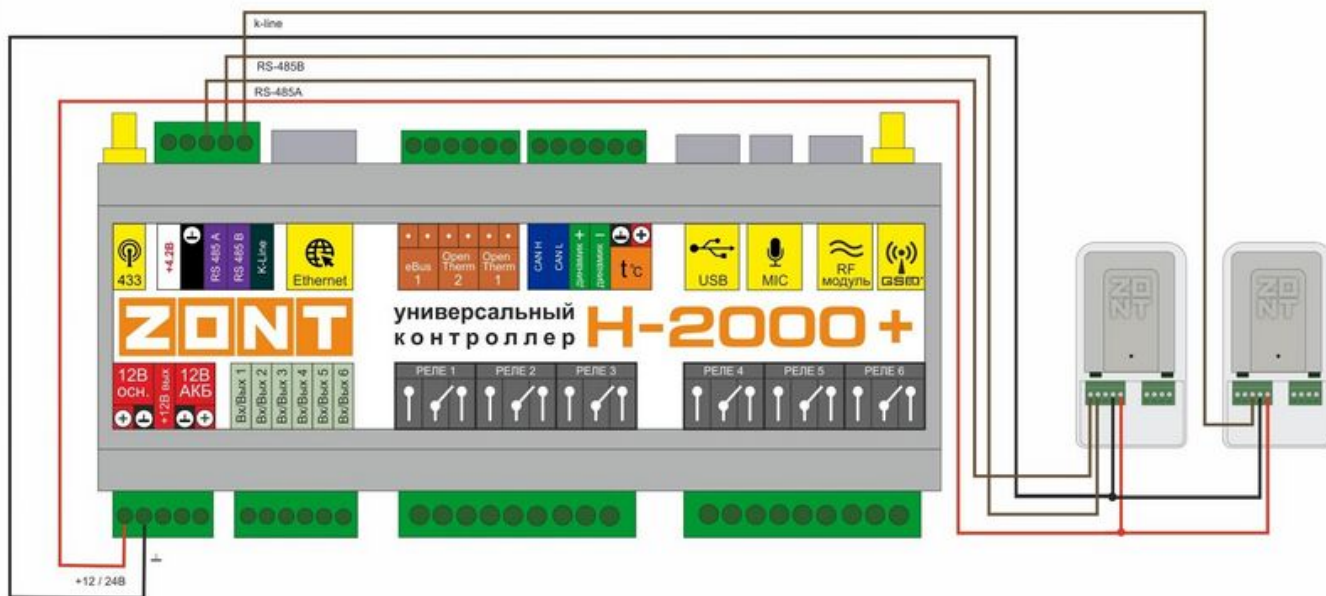 k-line
RS-485B
RS-485A
433
+4.2В
RS 485 A
RS 485 B
K-Line
Ethernet
eBus 1
Open Therm 2
Open Therm 1
CAN H
CAN L
динамик +
динамик –
t°C
USB
MIC
RF модуль
GSM
ZONT
универсальный
контроллер
H-2000+
12В осн.
+12В Вых
12В АКБ
Вх/Вых 1
Вх/Вых 2
Вх/Вых 3
Вх/Вых 4
Вх/Вых 5
Вх/Вых 6
РЕЛЕ 1
РЕЛЕ 2
РЕЛЕ 3
РЕЛЕ 4
РЕЛЕ 5
РЕЛЕ 6
+12 / 24В
ZONT
ZONT